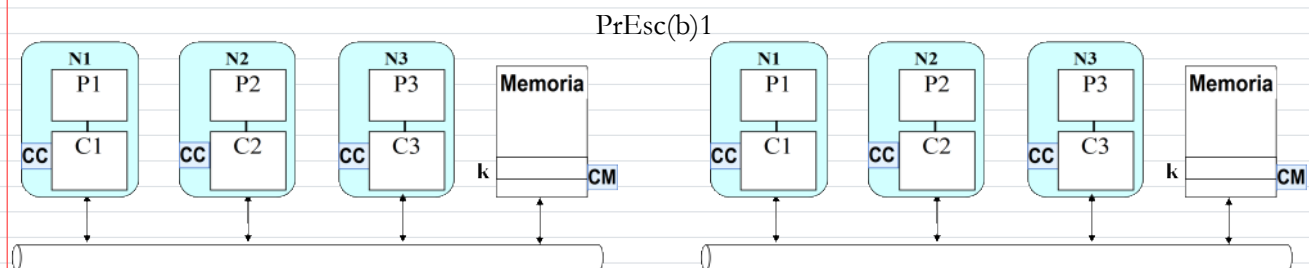 PrEsc(b)1
N1 N2 N3 N1 N2 N3
P1 P2 P3 Memoria P1 P2 P3 Memoria
CC C1 CC C2 CC C3 CC C1 CC C2 CC C3
k CM k CM